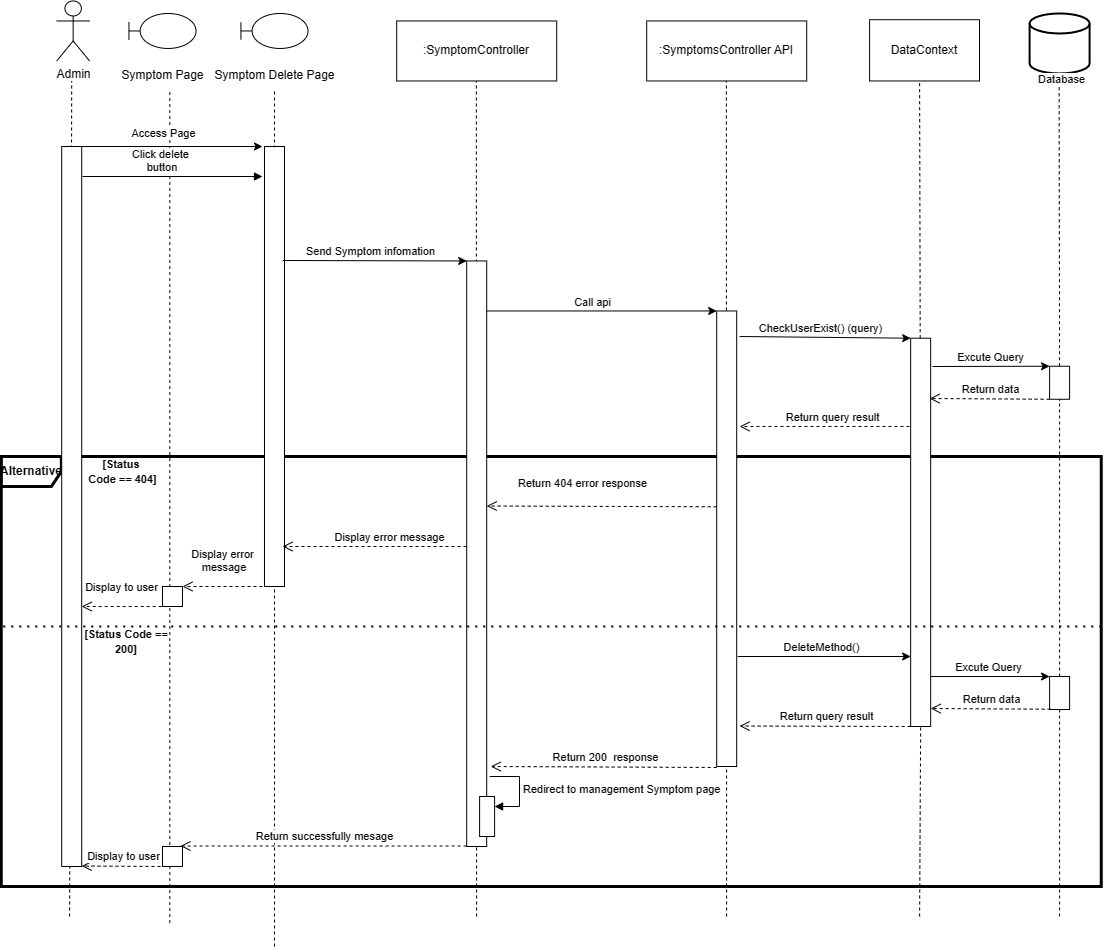 :SymptomController
:SymptomsController API
DataContext
Admin
Symptom Page
Symptom Delete Page
Database
Access Page
Click delete
button
Send Symptom infomation
Call api
CheckUserExist() (query)
Excute Query
Return data
Return query result
Alternative
[Status
Code == 404]
Return 404 error response
Display error message
Display error
message
Display to user
[Status Code ==
200]
DeleteMethod()
Excute Query
Return data
Return query result
Return 200 response
Redirect to management Symptom page
Return successfully mesage
Display to user